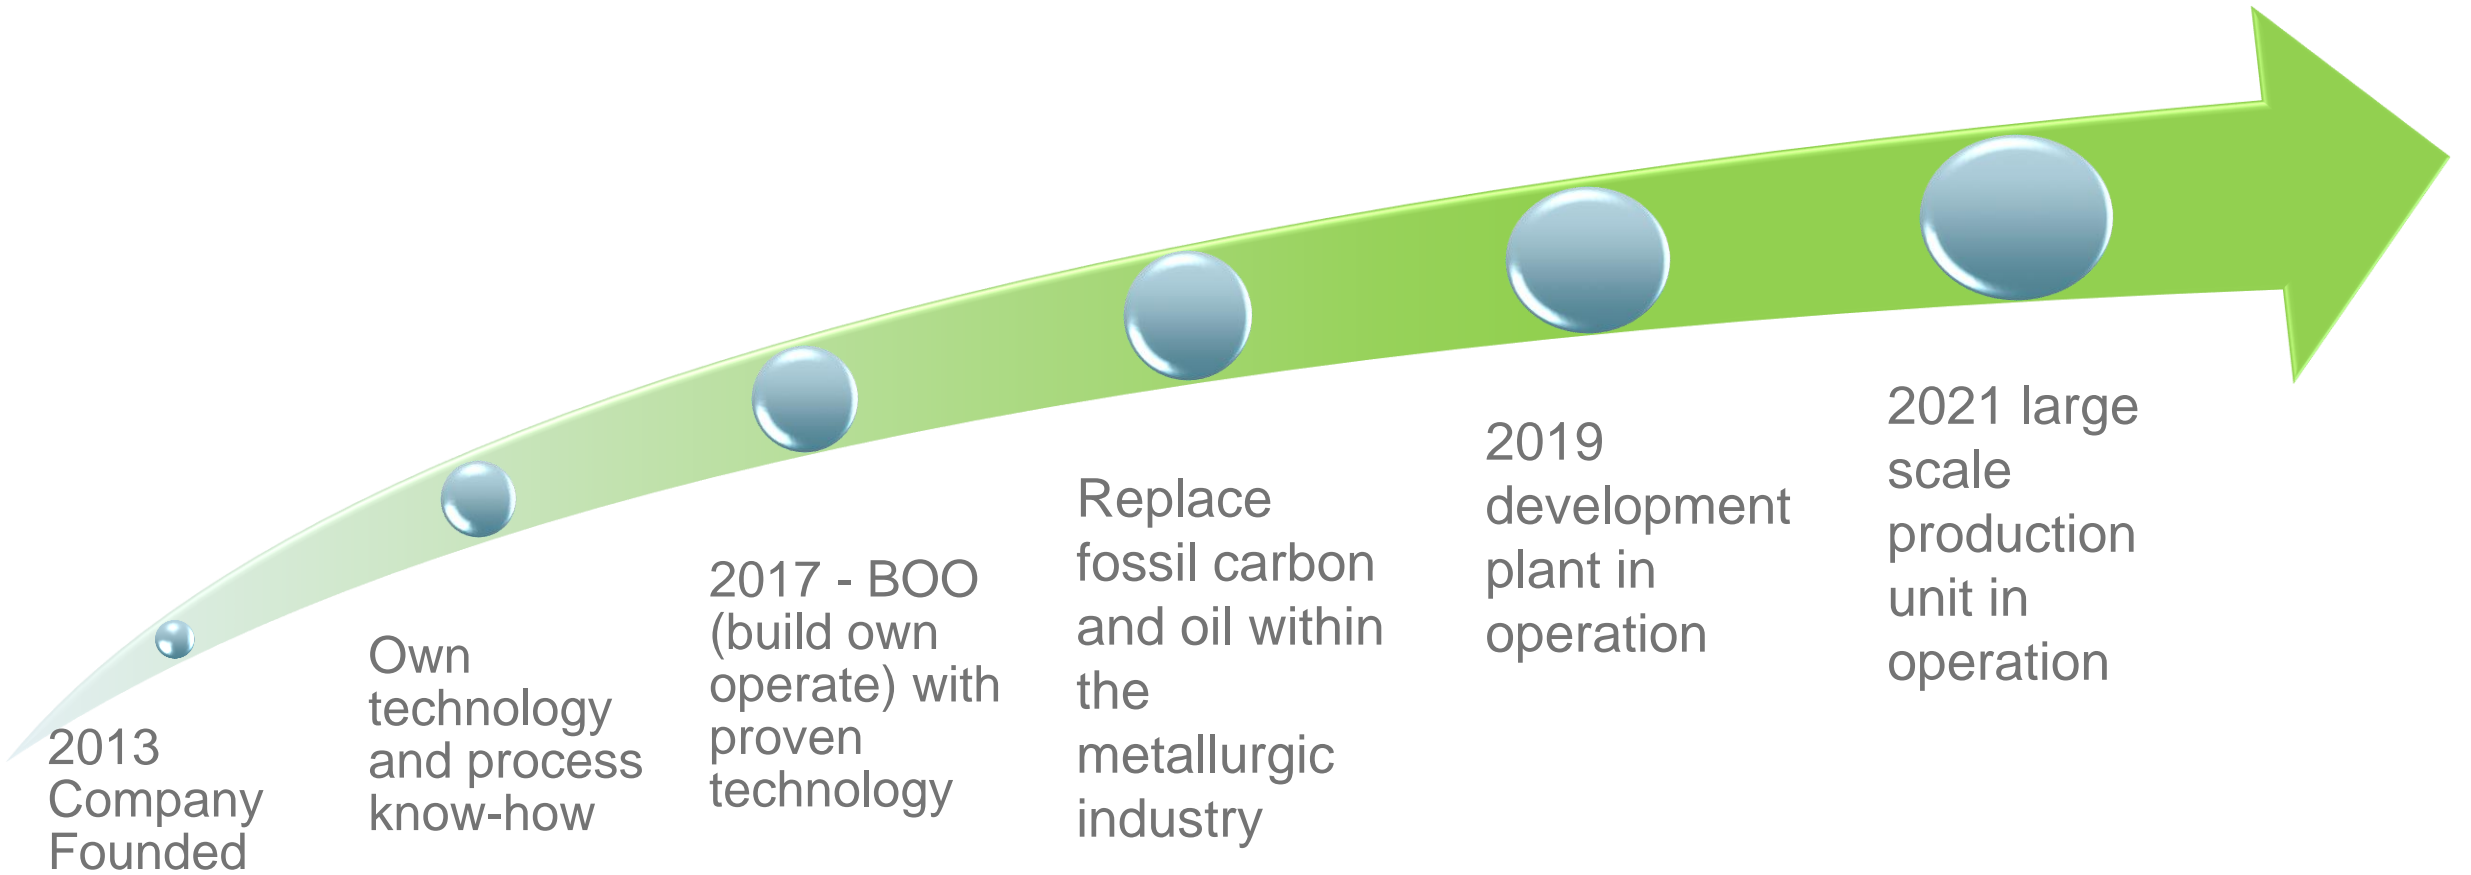 2013
Company
Founded
Own
technology
and process
know-how
2017 - BOO
(build own
operate) with
proven
technology
Replace
fossil carbon
and oil within
the
metallurgic
industry
2019
development
plant in
operation
2021 large
scale
production
unit in
operation